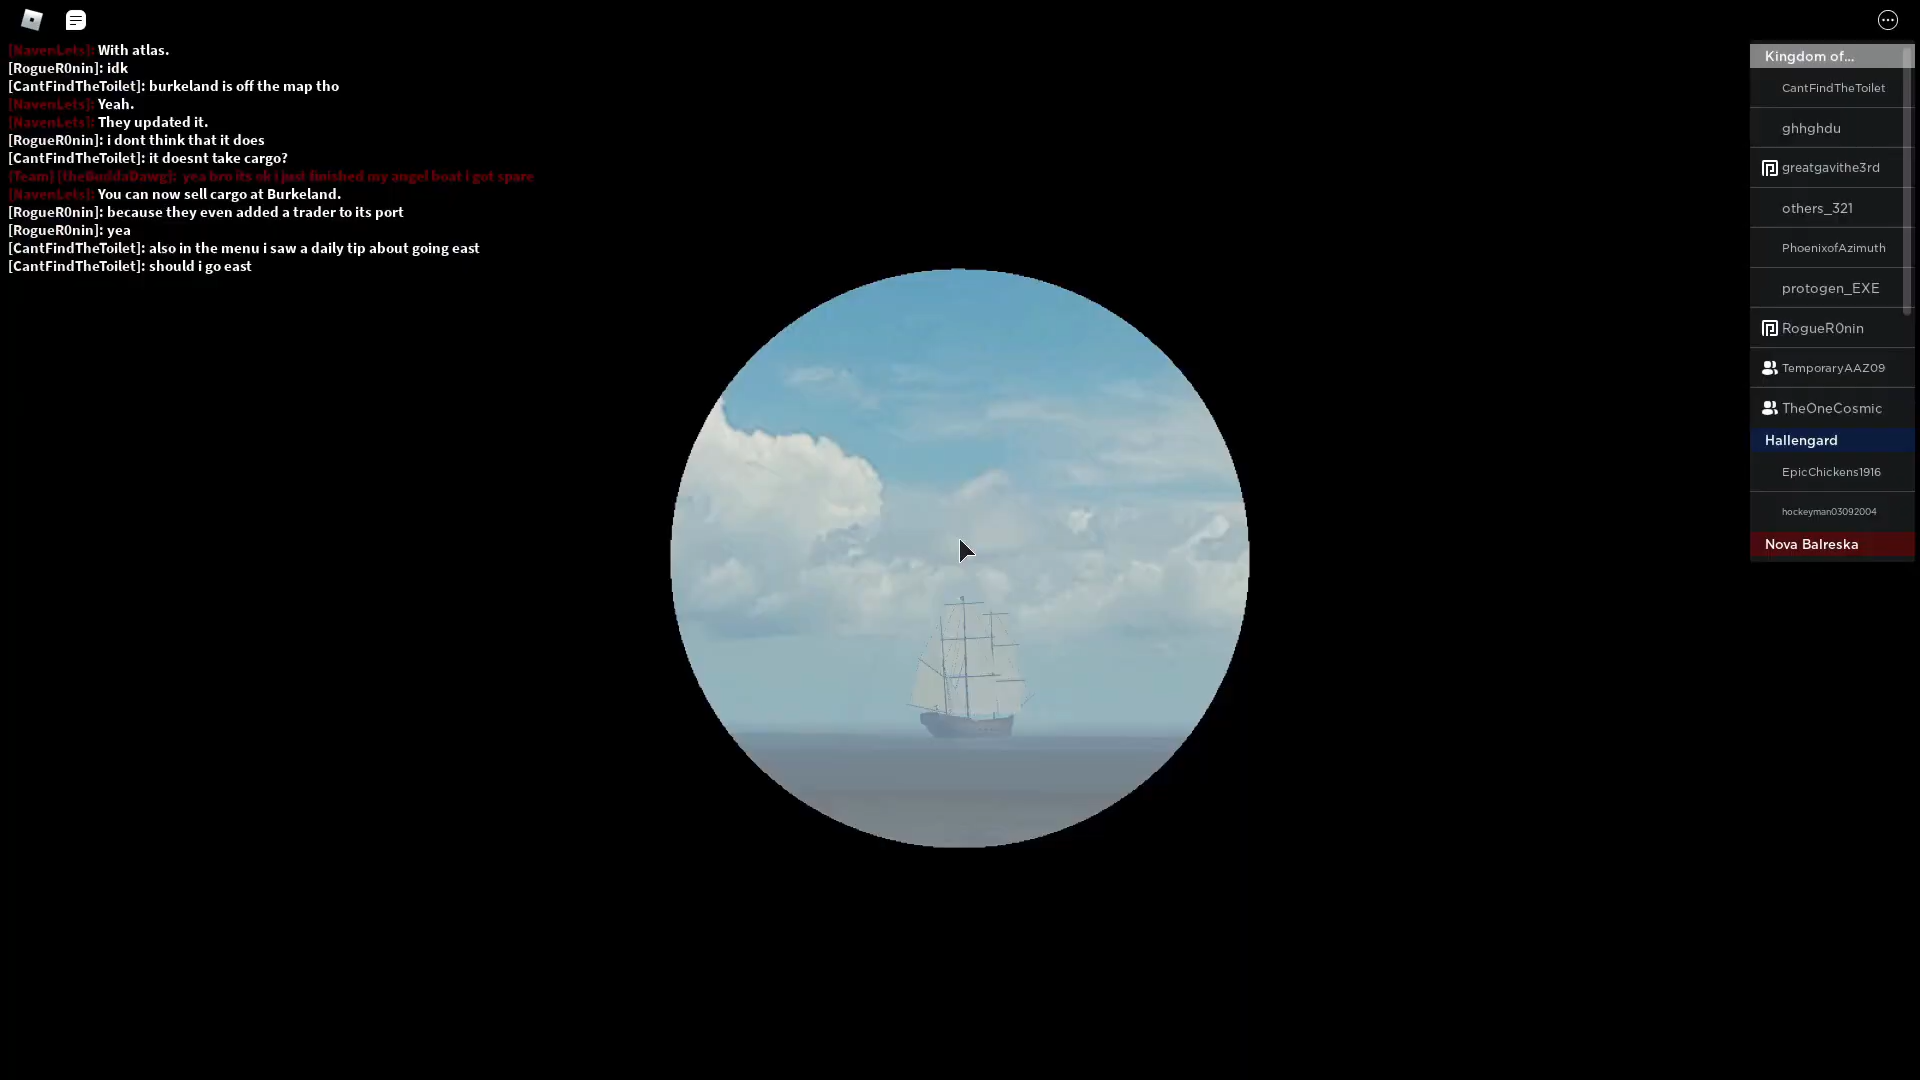 [NavenLets]: With atlas.
[RogueR0nin]: idk
[CantFindTheToilet]: burkeland is off the map tho
[NavenLets]: Yeah.
[NavenLets]: They updated it.
[RogueR0nin]: i dont think that it does
[CantFindTheToilet]: it doesnt take cargo?
{Team} [theBuddaDawg]: yea bro its ok i just finished my angel boat i got spare
[NavenLets]: You can now sell cargo at Burkeland.
[RogueR0nin]: because they even added a trader to its port
[RogueR0nin]: yea
[CantFindTheToilet]: also in the menu i saw a daily tip about going east
[CantFindTheToilet]: should i go east
Kingdom of...
CantFindTheToilet
ghhghdu
greatgavithe3rd
others_321
PhoenixofAzimuth
protogen_EXE
RogueR0nin
TemporaryAAZ09
TheOneCosmic
Hallengard
EpicChickens1916
hockeyman03092004
Nova Balreska